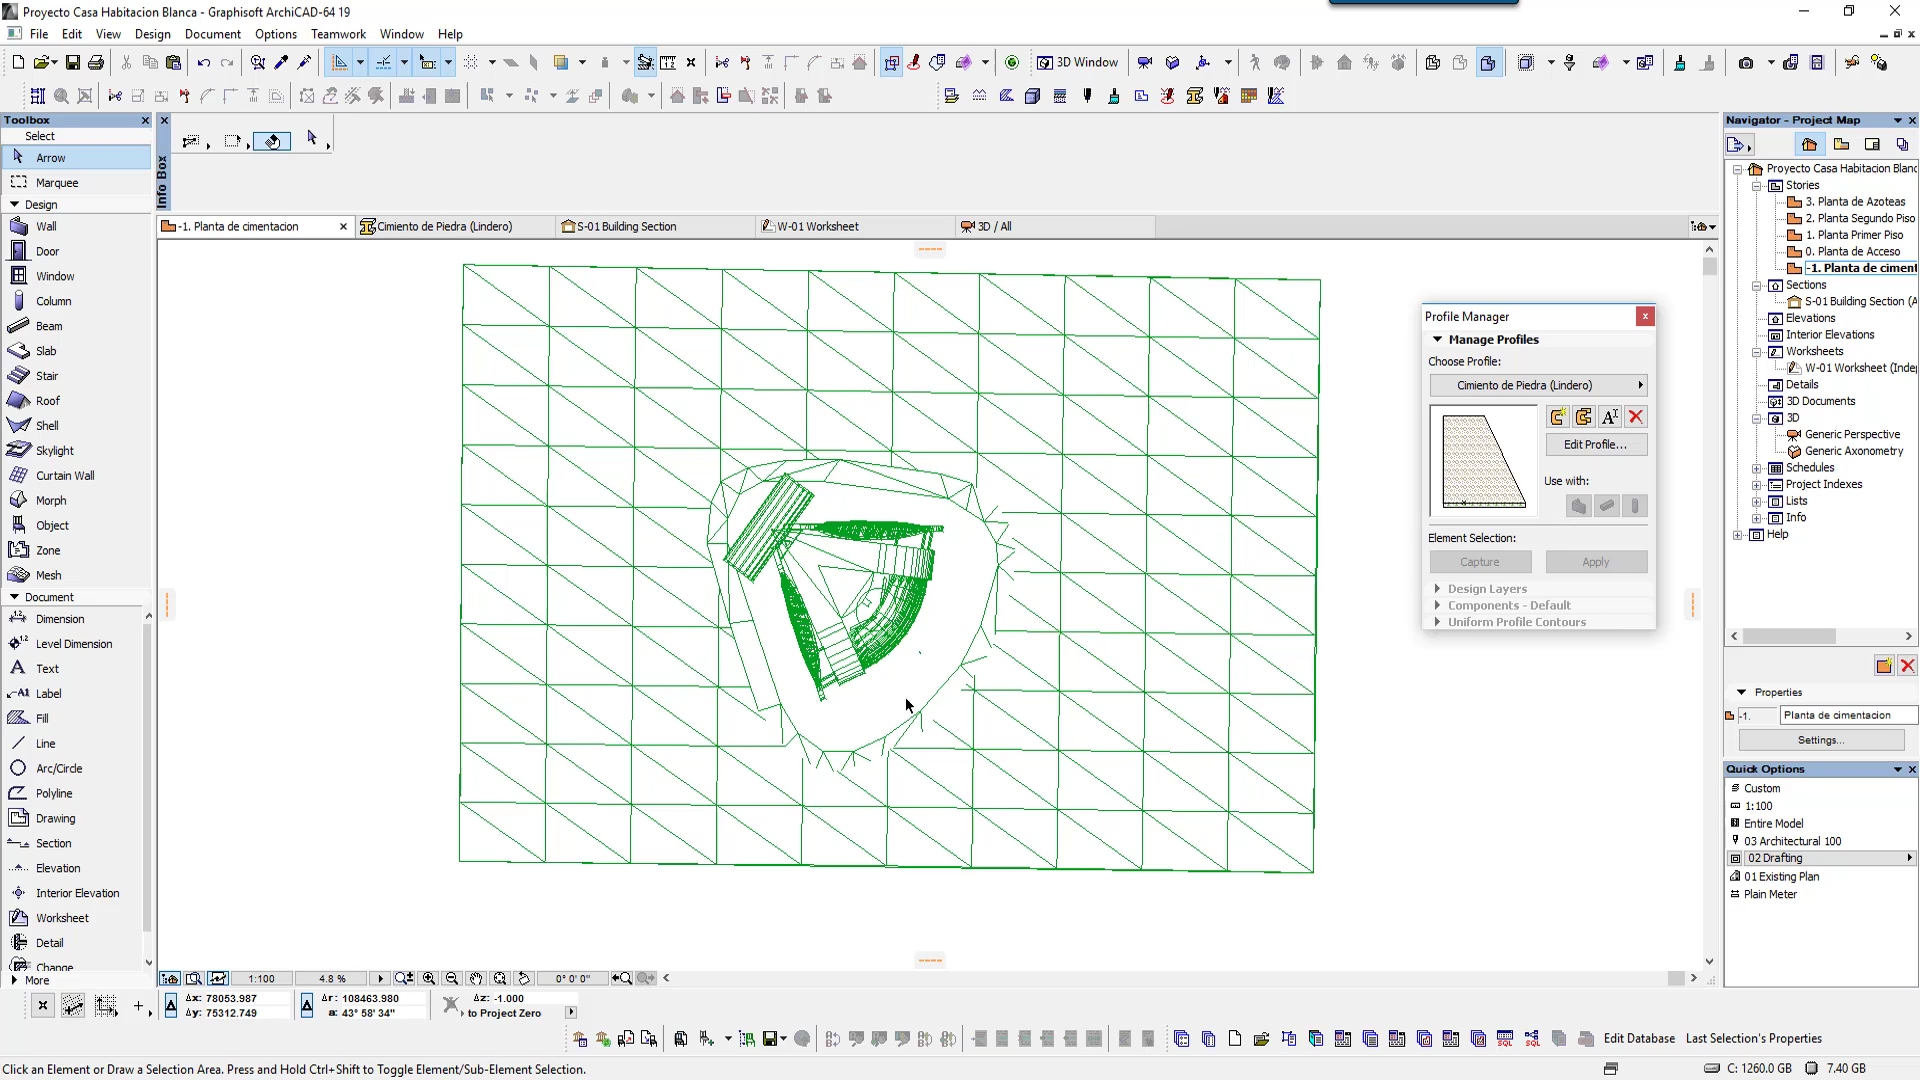 Proyecto Casa Habitacion Blanca - Graphisoft ArchiCAD-64 19
File Edit View Design Document Options Teamwork Window Help
3D Window
Toolbox
Select
Arrow
Marquee
Design
Wall
Door
Window
Column
Beam
Slab
Stair
Roof
Shell
Skylight
Curtain Wall
Morph
Object
Zone
Mesh
Document
Dimension
Level Dimension
Text
Label
Fill
Line
Arc/Circle
Polyline
Drawing
Section
Elevation
Interior Elevation
Worksheet
Detail
Change
More
Info Box
-1. Planta de cimentacion
Cimiento de Piedra (Lindero)
S-01 Building Section
W-01 Worksheet
3D / All
Profile Manager
Manage Profiles
Choose Profile:
Cimiento de Piedra (Lindero)
Edit Profile...
Use with:
Element Selection:
Capture Apply
Design Layers
Components - Default
Uniform Profile Contours
Navigator - Project Map
Proyecto Casa Habitacion Blanc
Stories
3. Planta de Azoteas
2. Planta Segundo Piso
1. Planta Primer Piso
0. Planta de Acceso
-1. Planta de ciment
Sections
S-01 Building Section (A
Elevations
Interior Elevations
Worksheets
W-01 Worksheet (Inde
Details
3D Documents
3D
Generic Perspective
Generic Axonometry
Schedules
Project Indexes
Lists
Info
Help
Properties
-1. Planta de cimentacion
Settings...
Quick Options
Custom
1:100
Entire Model
03 Architectural 100
02 Drafting
01 Existing Plan
Plain Meter
1:100 4.8 % 0° 0' 0"
Δx: 78053.987 Δr: 108463.980 Δz: -1.000
Δy: 75312.749 a: 43° 58' 34" to Project Zero
Edit Database Last Selection's Properties
Click an Element or Draw a Selection Area. Press and Hold Ctrl+Shift to Toggle Element/Sub-Element Selection.
C: 1260.0 GB 7.40 GB